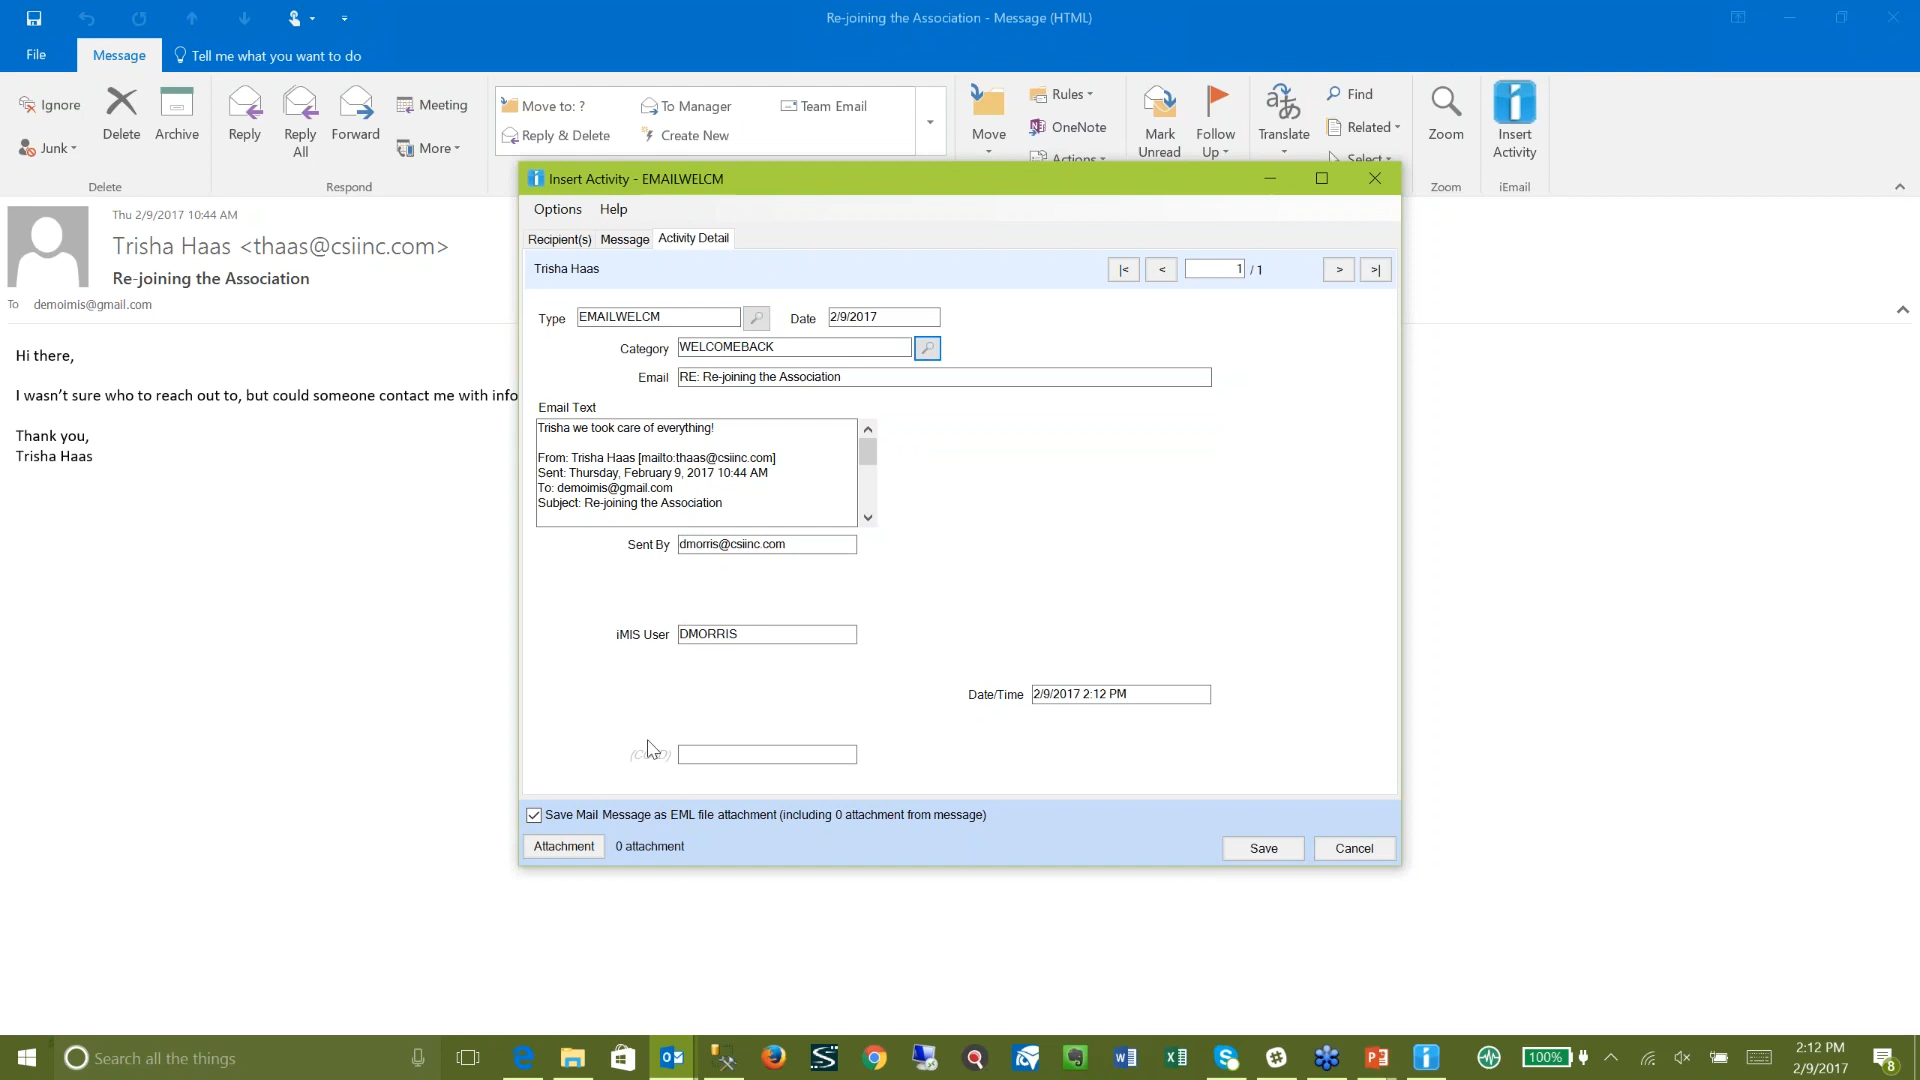 Re-joining the Association - Message (HTML)
File
Message
Tell me what you want to do
Ignore
Junk
Delete
Archive
Delete
Reply
Reply All
Forward
Meeting
More
Respond
Move to: ?
To Manager
Team Email
Reply & Delete
Create New
Move
Rules
OneNote
Actions
Mark Unread
Follow Up
Translate
Find
Related
Select
Zoom
Zoom
Insert Activity
iEmail
Thu 2/9/2017 10:44 AM
Trisha Haas <thaas@csiinc.com>
Re-joining the Association
To demoimis@gmail.com
Hi there,
I wasn't sure who to reach out to, but could someone contact me with info
Thank you,
Trisha Haas
Insert Activity - EMAILWELCM
Options Help
Recipient(s) Message Activity Detail
Trisha Haas
|< < 1 / 1 > >|
Type EMAILWELCM Date 2/9/2017
Category WELCOMEBACK
Email RE: Re-joining the Association
Email Text
Trisha we took care of everything!
From: Trisha Haas [mailto:thaas@csiinc.com]
Sent: Thursday, February 9, 2017 10:44 AM
To: demoimis@gmail.com
Subject: Re-joining the Association
Sent By dmorris@csiinc.com
iMIS User DMORRIS
Date/Time 2/9/2017 2:12 PM
Save Mail Message as EML file attachment (including 0 attachment from message)
Attachment 0 attachment
Save Cancel
Search all the things
100%
2:12 PM
2/9/2017
8